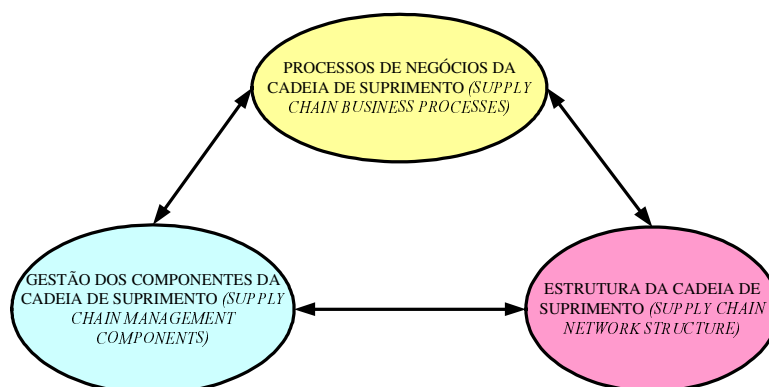 PROCESSOS DE NEGÓCIOS DA
CADEIA DE SUPRIMENTO (SUPPLY
CHAIN BUSINESS PROCESSES)
GESTÃO DOS COMPONENTES DA
CADEIA DE SUPRIMENTO (SUPPLY
CHAIN MANAGEMENT
COMPONENTS)
ESTRUTURA DA CADEIA DE
SUPRIMENTO (SUPPLY CHAIN
NETWORK STRUCTURE)